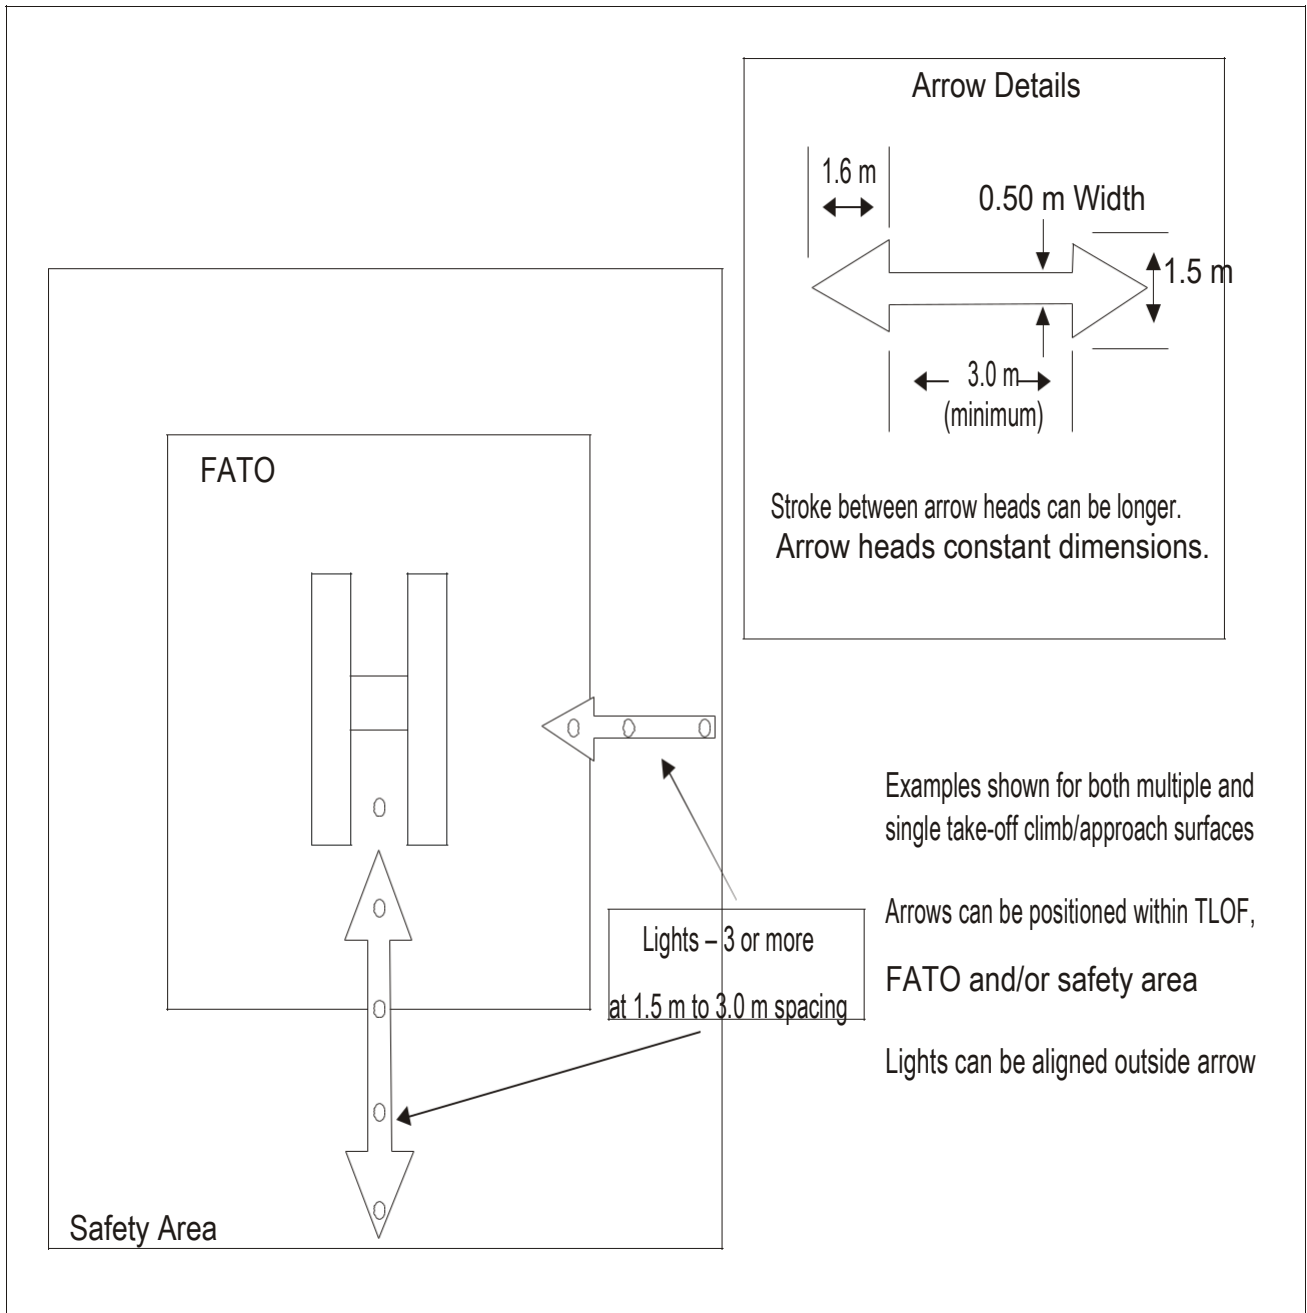 Arrow Details
1.6 m
0.50 m Width
1.5 m
3.0 m
(minimum)
Stroke between arrow heads can be longer.
Arrow heads constant dimensions.
FATO
H
Examples shown for both multiple and
single take-off climb/approach surfaces
Arrows can be positioned within TLOF,
FATO and/or safety area
Lights can be aligned outside arrow
Lights – 3 or more
at 1.5 m to 3.0 m spacing
Safety Area